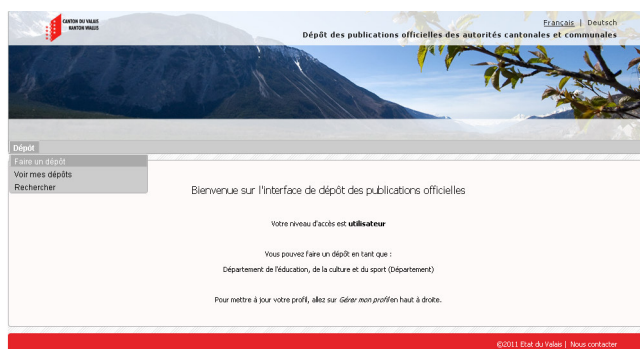 CANTON DU VALAIS
KANTON WALLIS
Français | Deutsch
Dépôt des publications officielles des autorités cantonales et communales
Dépôt
Faire un dépôt
Voir mes dépôts
Rechercher
Bienvenue sur l'interface de dépôt des publications officielles
Votre niveau d'accès est utilisateur
Vous pouvez faire un dépôt en tant que :
Département de l'éducation, de la culture et du sport (Département)
Pour mettre à jour votre profil, allez sur Gérer mon profil en haut à droite.
©2011 Etat du Valais | Nous contacter